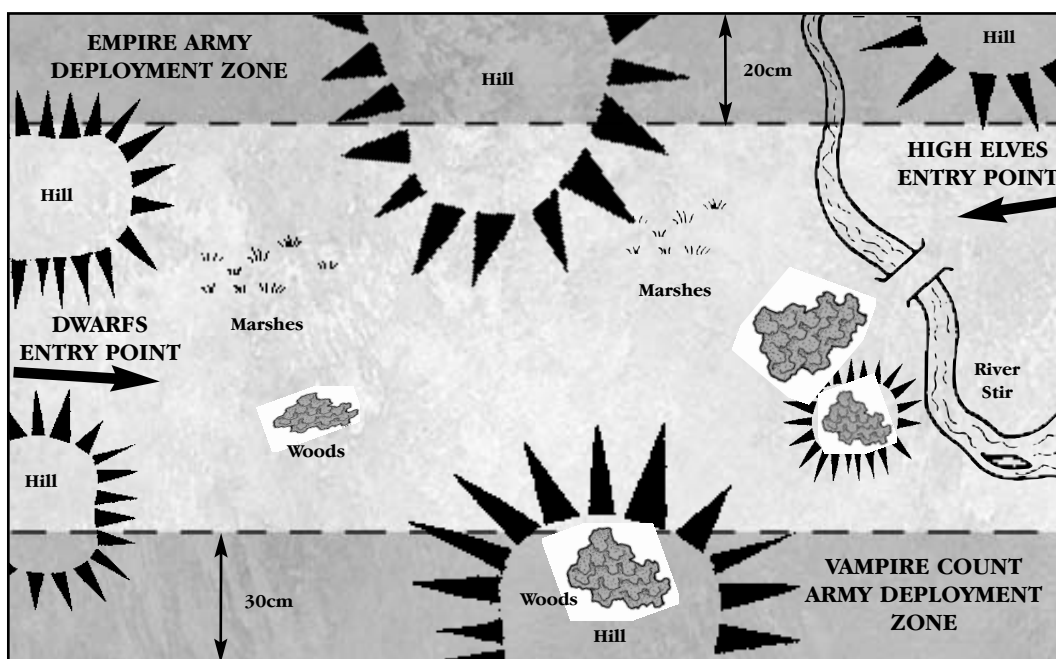 EMPIRE ARMY
DEPLOYMENT ZONE
Hill
20cm
Hill
HIGH ELVES
ENTRY POINT
Hill
Marshes
Marshes
DWARFS
ENTRY POINT
River
Stir
Woods
Hill
30cm
Woods
Hill
VAMPIRE COUNT
ARMY DEPLOYMENT
ZONE